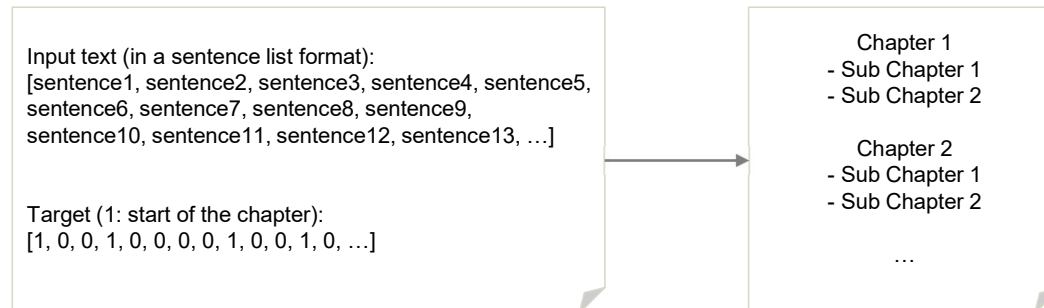 Input text (in a sentence list format):
[sentence1, sentence2, sentence3, sentence4, sentence5,
sentence6, sentence7, sentence8, sentence9,
sentence10, sentence11, sentence12, sentence13, …]
Target (1: start of the chapter):
[1, 0, 0, 1, 0, 0, 0, 0, 1, 0, 0, 1, 0, …]
Chapter 1
- Sub Chapter 1
- Sub Chapter 2
Chapter 2
- Sub Chapter 1
- Sub Chapter 2
…